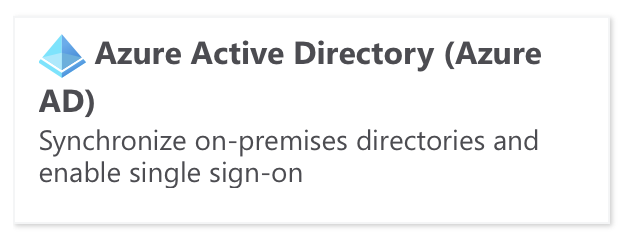 Azure Active Directory (Azure
AD)
Synchronize on-premises directories and
enable single sign-on